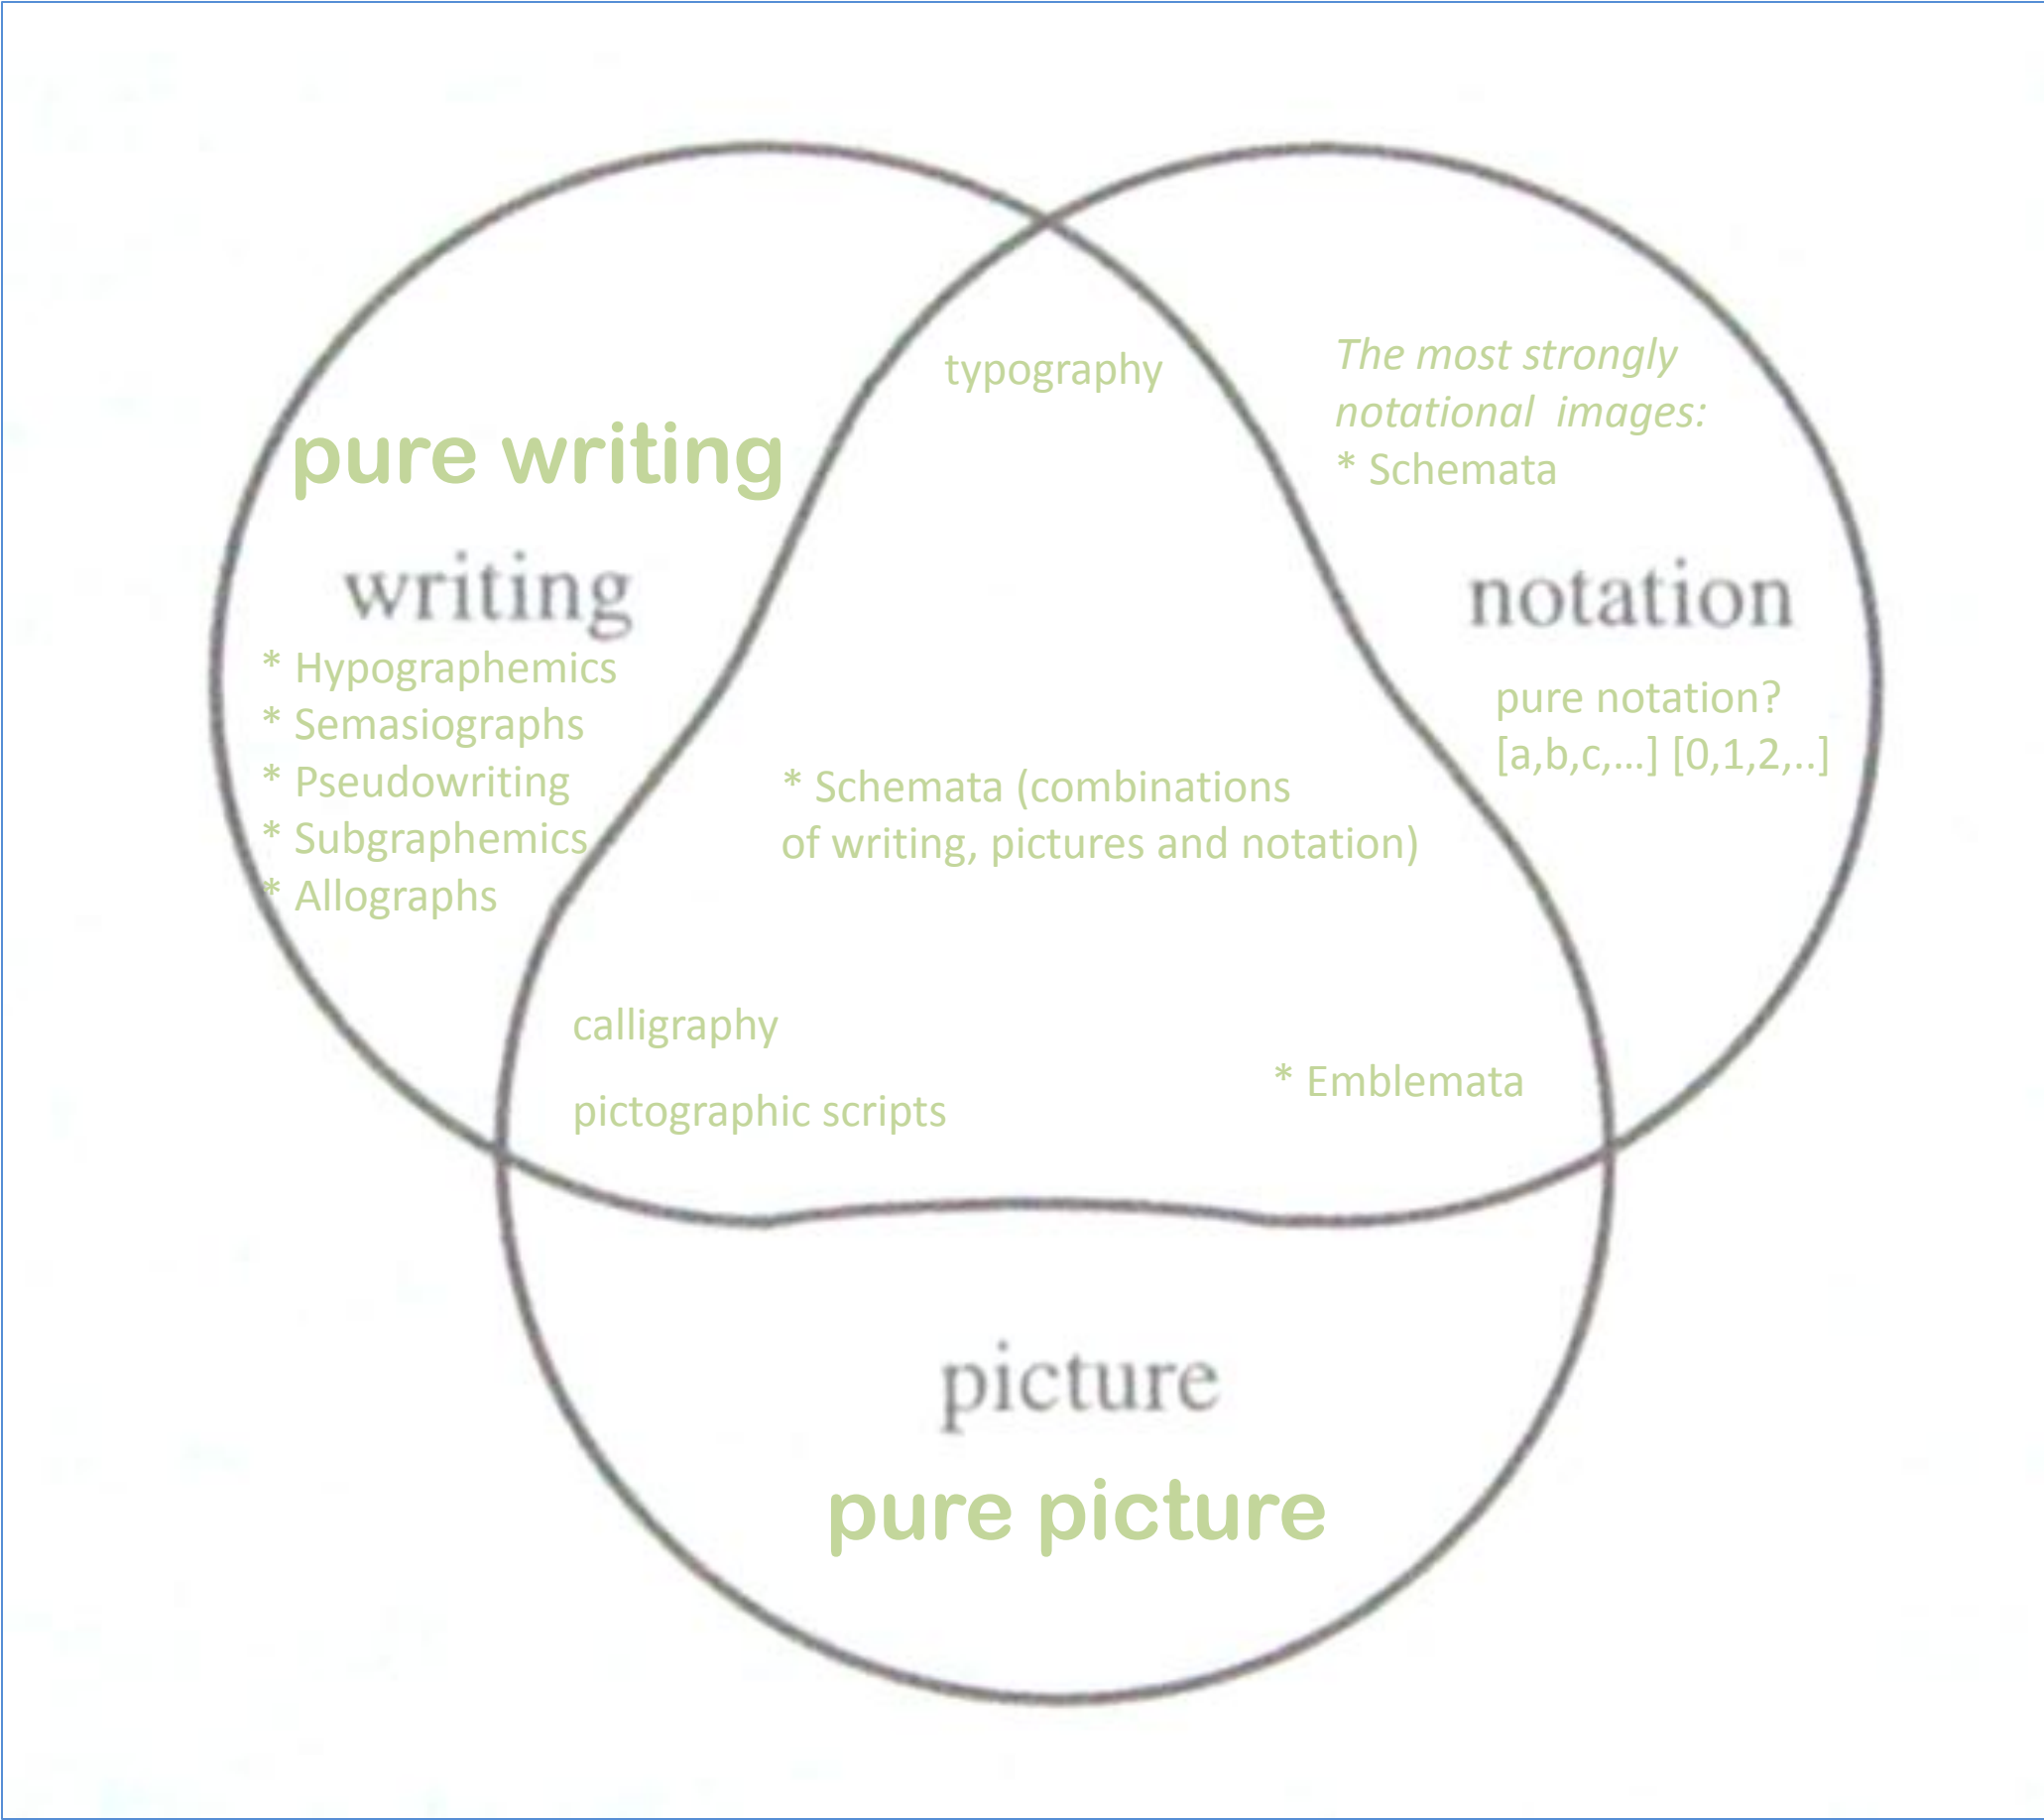 typography
The most strongly
notational images:
* Schemata
pure writing
writing
* Hypographemics
* Semasiographs
* Pseudowriting
* Subgraphemics
* Allographs
notation
pure notation?
[a,b,c,...] [0,1,2,..]
* Schemata (combinations
of writing, pictures and notation)
calligraphy
pictographic scripts
* Emblemata
picture
pure picture